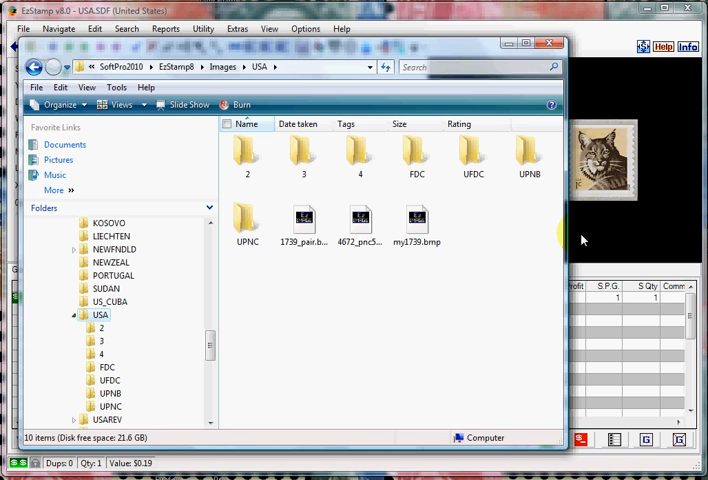 EzStamp v8.0 - USA.SDF (United States)
File Navigate Search Reports Utility Extras View Options Help
Help Info
« SoftPro2010 ▸ EzStamp8 ▸ Images ▸ USA ▸
Search
File Edit View Tools Help
Organize Views Slide Show Burn
Favorite Links
Documents
Pictures
Music
More »
Folders
KOSOVO
LIECHTEN
NEWFNDLD
NEWZEAL
PORTUGAL
SUDAN
US_CUBA
USA
2
3
4
FDC
UFDC
UPNB
UPNC
USAREV
Name Date taken Tags Size Rating
2 3 4 FDC UFDC UPNB
UPNC 1739_pair.b... 4672_pnc5... my1739.bmp
10 items (Disk free space: 21.6 GB)
Computer
S.P.G. S Qty Comm
1 1
Dups: 0 Qty: 1 Value: $0.19